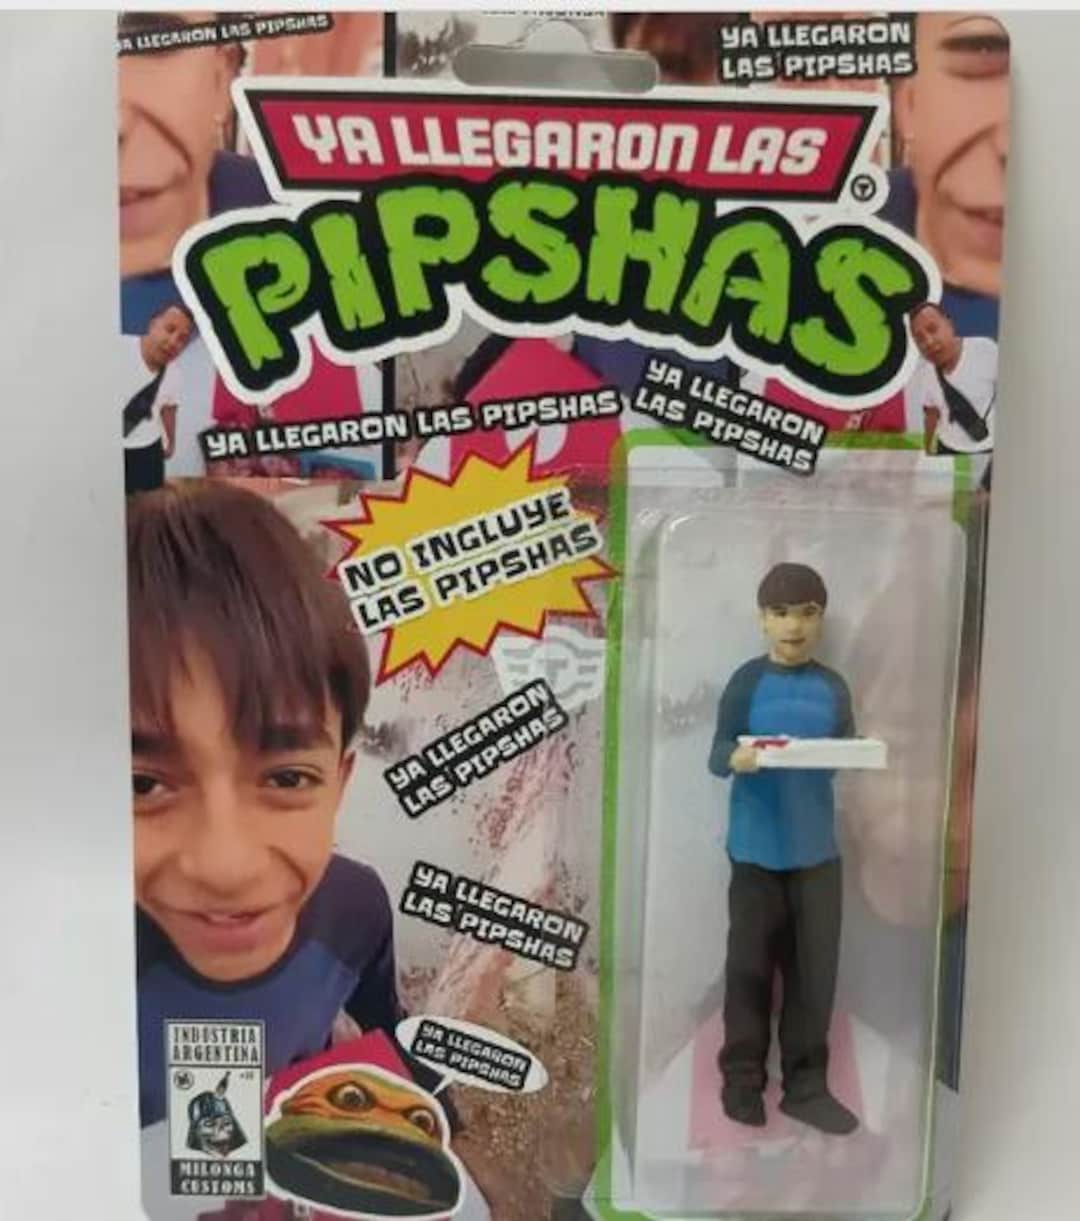 YA LLEGARON LAS PIPSHAS
YA LLEGARON
LAS PIPSHAS
YA LLEGARON LAS
PIPSHAS
YA LLEGARON LAS PIPSHAS
YA LLEGARON
LAS PIPSHAS
NO INCLUYE
LAS PIPSHAS
YA LLEGARON
LAS PIPSHAS
YA LLEGARON
LAS PIPSHAS
INDUSTRIA
ARGENTINA
YA LLEGARON
LAS PIPSHAS
MILONGA
CUSTOMS